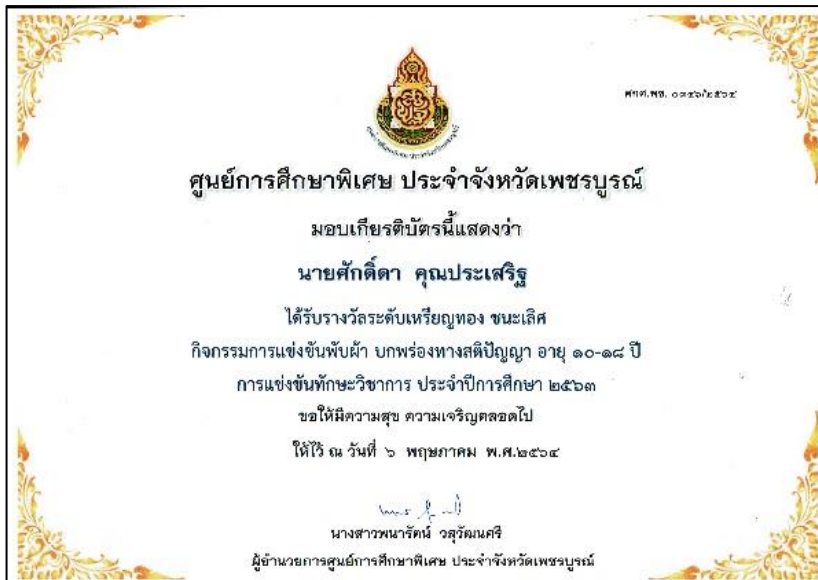 ศกศ.พช. ๐๓๔๖/๒๕๖๔
ศูนย์การศึกษาพิเศษ ประจำจังหวัดเพชรบูรณ์
มอบเกียรติบัตรนี้แสดงว่า
นายศักดิ์ดา คุณประเสริฐ
ได้รับรางวัลระดับเหรียญทอง ชนะเลิศ
กิจกรรมการแข่งขันพับผ้า บกพร่องทางสติปัญญา อายุ ๑๐-๑๘ ปี
การแข่งขันทักษะวิชาการ ประจำปีการศึกษา ๒๕๖๓
ขอให้มีความสุข ความเจริญตลอดไป
ให้ไว้ ณ วันที่ ๖ พฤษภาคม พ.ศ.๒๕๖๔
นางสาวพนารัตน์ วสุวัฒนศรี
ผู้อำนวยการศูนย์การศึกษาพิเศษ ประจำจังหวัดเพชรบูรณ์